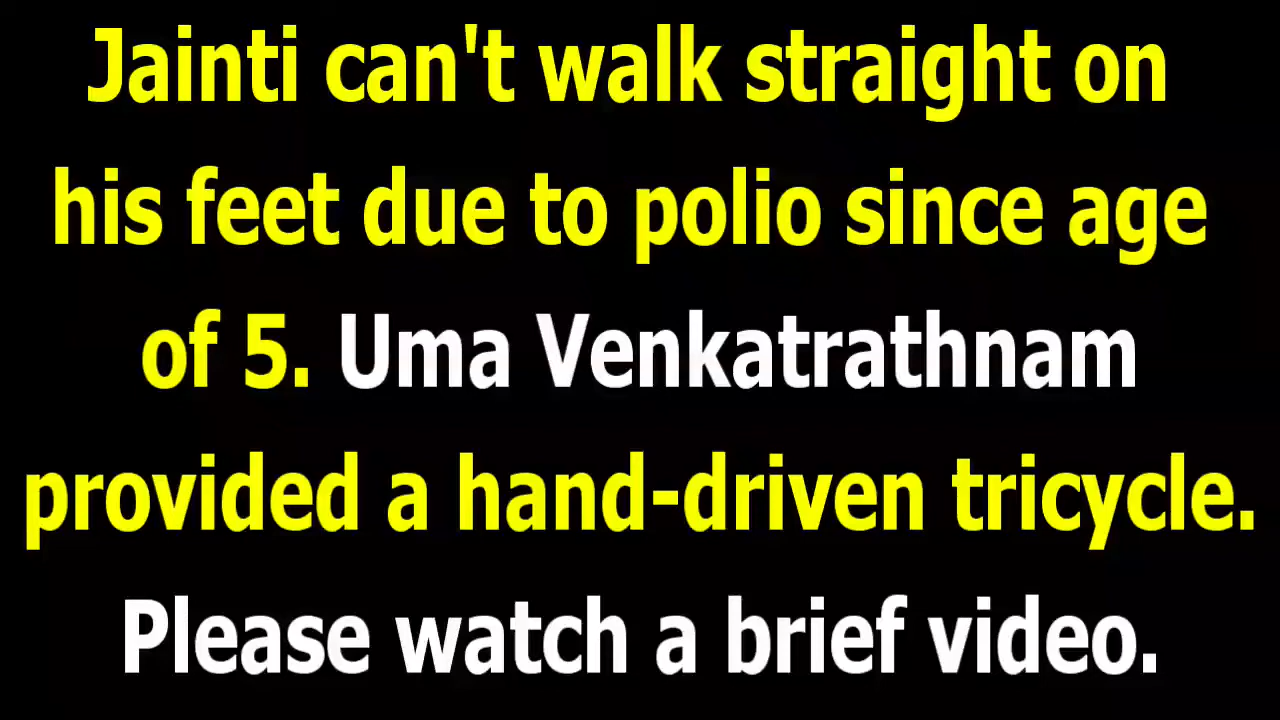 Jainti can't walk straight on
his feet due to polio since age
of 5. Uma Venkatrathnam
provided a hand-driven tricycle.
Please watch a brief video.